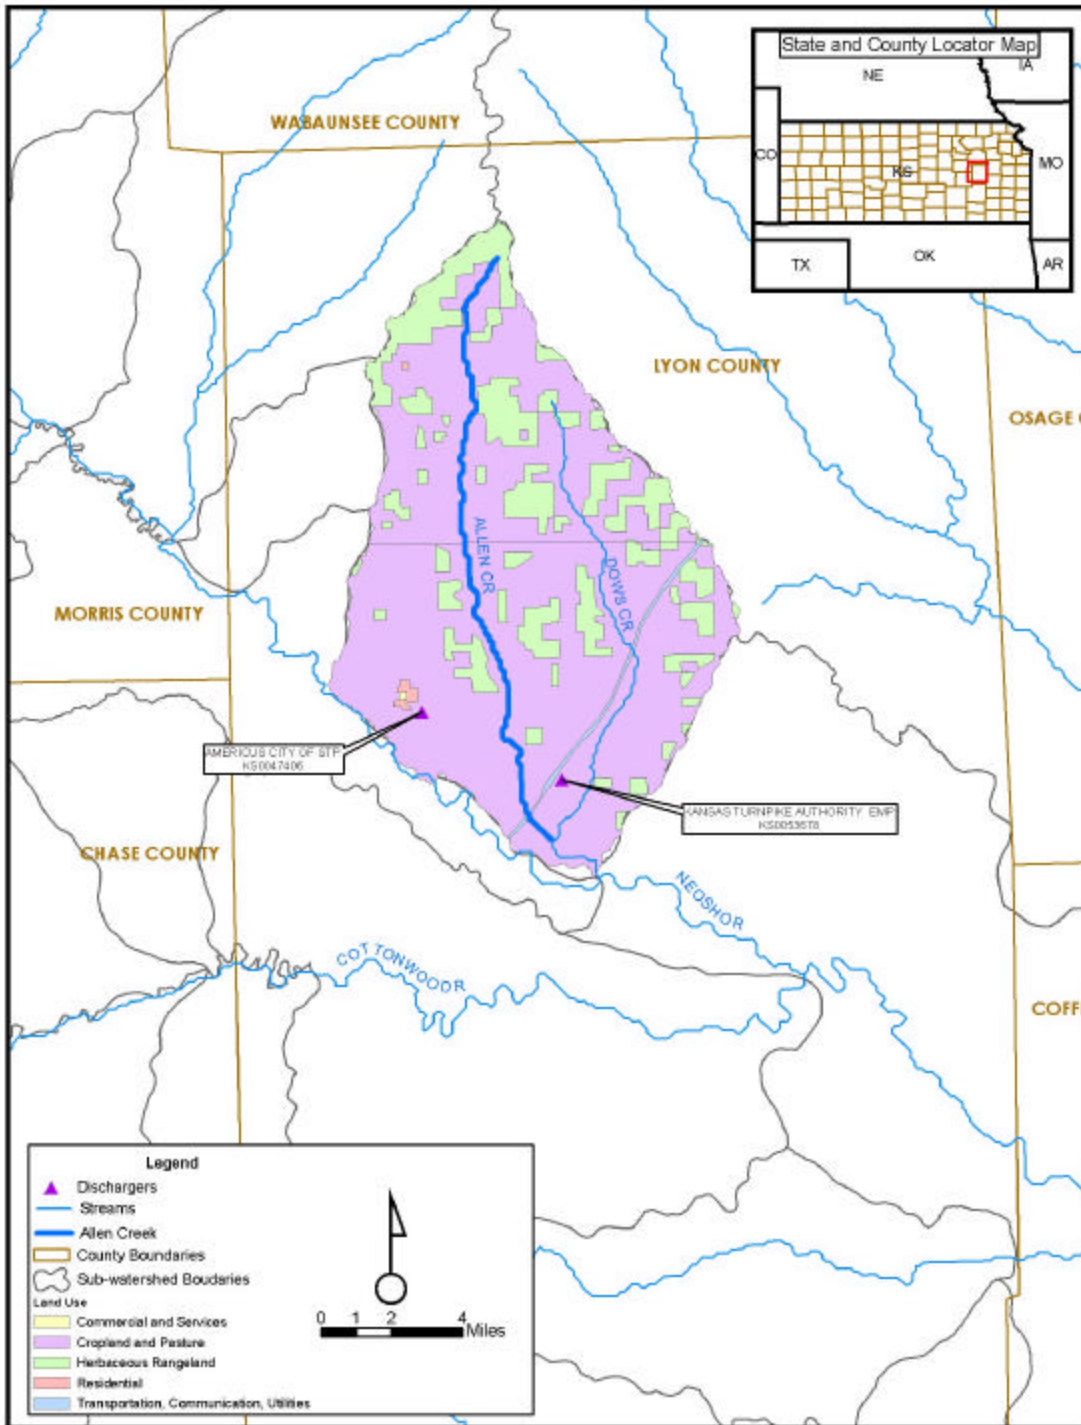 State and County Locator Map
NE
IA
CO
KS
MO
TX
OK
AR
WABAUNSEE COUNTY
LYON COUNTY
OSAGE C
MORRIS COUNTY
ALLEN CR
DOWS CR
AMERICUS CITY OF STP
KS0047406
KANSAS TURNPIKE AUTHORITY EMP
KS0053678
CHASE COUNTY
NEOSHO R
COTTONWOOD R
COFF
Legend
Dischargers
Streams
Allen Creek
County Boundaries
Sub-watershed Boudaries
Land Use
Commercial and Services
Cropland and Pasture
Herbaceous Rangeland
Residential
Transportation, Communication, Utilities
0 1 2 4
Miles